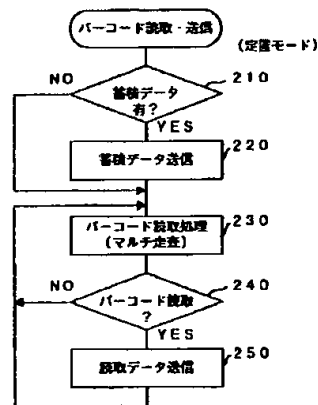 バーコード読取・送信
(定置モード)
210
NO
蓄積データ
有?
YES
220
蓄積データ送信
230
バーコード読取処理
(マルチ走査)
240
NO
バーコード読取
?
YES
250
読取データ送信